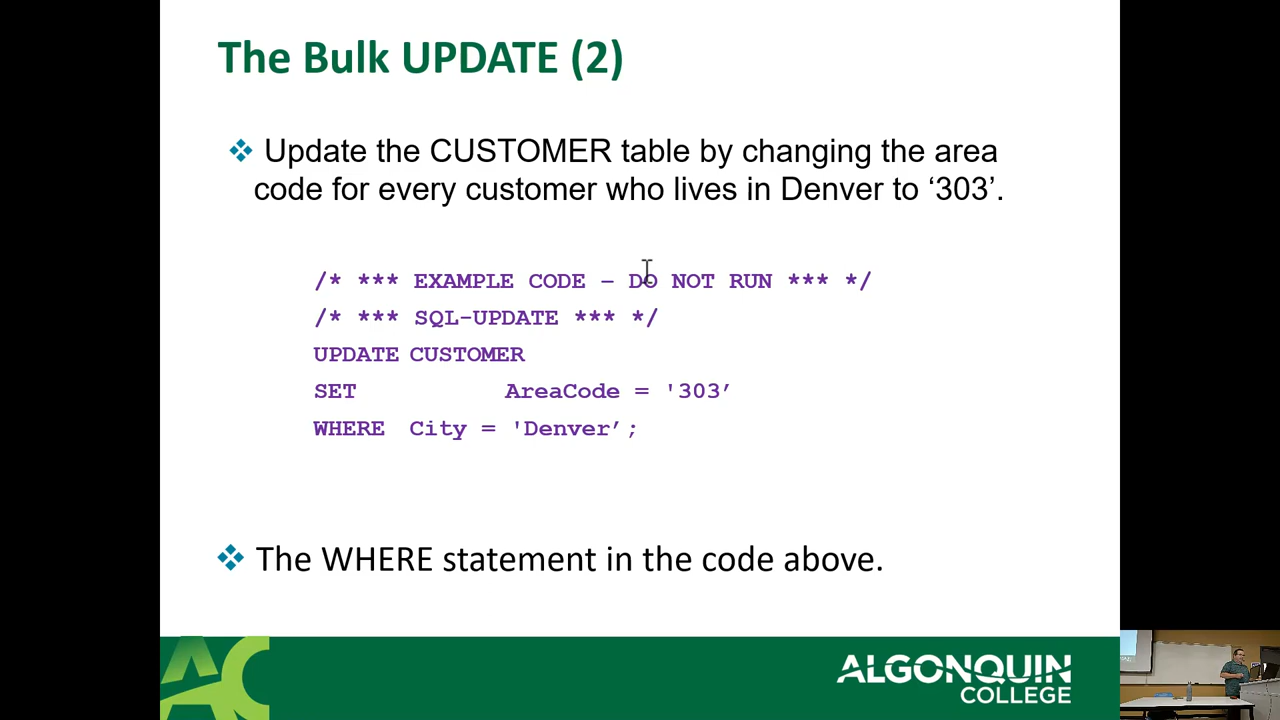 The Bulk UPDATE (2)
❖ Update the CUSTOMER table by changing the area
code for every customer who lives in Denver to ‘303’.
/* *** EXAMPLE CODE – DO NOT RUN *** */
/* *** SQL-UPDATE *** */
UPDATE CUSTOMER
SET AreaCode = '303’
WHERE City = 'Denver’;
❖ The WHERE statement in the code above.
AC
ALGONQUIN
COLLEGE